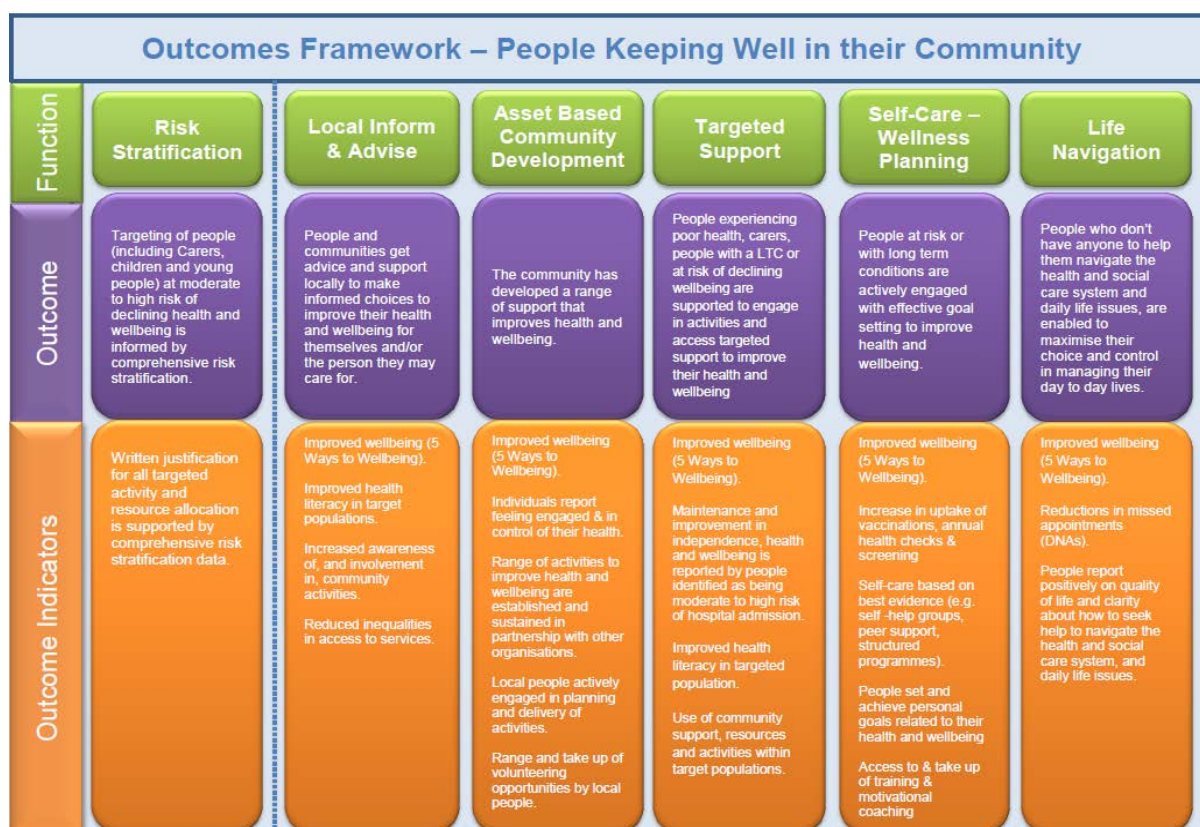 Outcomes Framework – People Keeping Well in their Community
Function
Risk
Stratification
Local Inform
& Advise
Asset Based
Community
Development
Targeted
Support
Self-Care –
Wellness
Planning
Life
Navigation
Outcome
Targeting of people
(including Carers,
children and young
people) at moderate
to high risk of
declining health and
wellbeing is
informed by
comprehensive risk
stratification.
People and
communities get
advice and support
locally to make
informed choices to
improve their health
and wellbeing for
themselves and/or
the person they may
care for.
The community has
developed a range
of support that
improves health and
wellbeing.
People experiencing
poor health, carers,
people with a LTC or
at risk of declining
wellbeing are
supported to engage
in activities and
access targeted
support to improve
their health and
wellbeing
People at risk or
with long term
conditions are
actively engaged
with effective goal
setting to improve
health and
wellbeing.
People who don't
have anyone to help
them navigate the
health and social
care system and
daily life issues, are
enabled to
maximise their
choice and control
in managing their
day to day lives.
Outcome Indicators
Written justification
for all targeted
activity and
resource allocation
is supported by
comprehensive risk
stratification data.
Improved wellbeing (5
Ways to Wellbeing).
Improved health
literacy in target
populations.
Increased awareness
of, and involvement
in, community
activities.
Reduced inequalities
in access to services.
Improved wellbeing
(5 Ways to
Wellbeing).
Individuals report
feeling engaged & in
control of their health.
Range of activities to
improve health and
wellbeing are
established and
sustained in
partnership with other
organisations.
Local people actively
engaged in planning
and delivery of
activities.
Range and take up of
volunteering
opportunities by local
people.
Improved wellbeing
(5 Ways to
Wellbeing).
Maintenance and
improvement in
independence, health
and wellbeing is
reported by people
identified as being
moderate to high risk
of hospital admission.
Improved health
literacy in targeted
population.
Use of community
support, resources
and activities within
target populations.
Improved wellbeing
(5 Ways to
Wellbeing).
Increase in uptake of
vaccinations, annual
health checks &
screening
Self-care based on
best evidence (e.g.
self -help groups,
peer support,
structured
programmes).
People set and
achieve personal
goals related to their
health and wellbeing
Access to & take up
of training &
motivational
coaching
Improved wellbeing
(5 Ways to
Wellbeing).
Reductions in missed
appointments
(DNAs).
People report
positively on quality
of life and clarity
about how to seek
help to navigate the
health and social
care system, and
daily life issues.